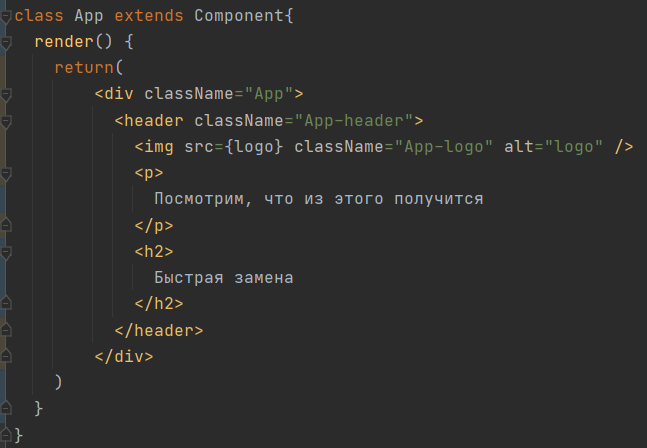 class App extends Component{
render() {
return(
<div className="App">
<header className="App-header">
<img src={logo} className="App-logo" alt="logo" />
<p>
Посмотрим, что из этого получится
</p>
<h2>
Быстрая замена
</h2>
</header>
</div>
)
}
}